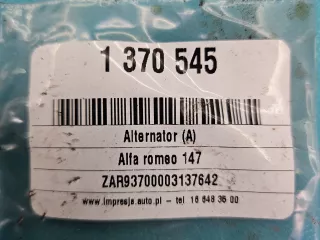 1 370 545
Alternator (A)
Alfa romeo 147
ZAR93700003137642
www.impresja.auto.pl - tel 18 648 36 00